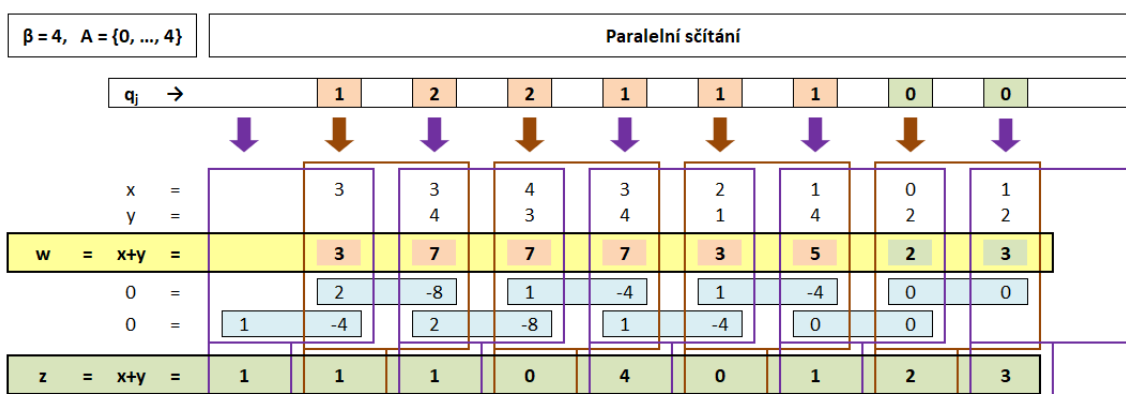 β = 4, A = {0, ..., 4} Paralelní sčítání
qj → 1 2 2 1 1 1 0 0
x = 3 3 4 3 2 1 0 1
y = 4 3 4 1 4 2 2
w = x+y = 3 7 7 7 3 5 2 3
0 = 2 -8 1 -4 1 -4 0 0
0 = 1 -4 2 -8 1 -4 0 0
z = x+y = 1 1 1 0 4 0 1 2 3